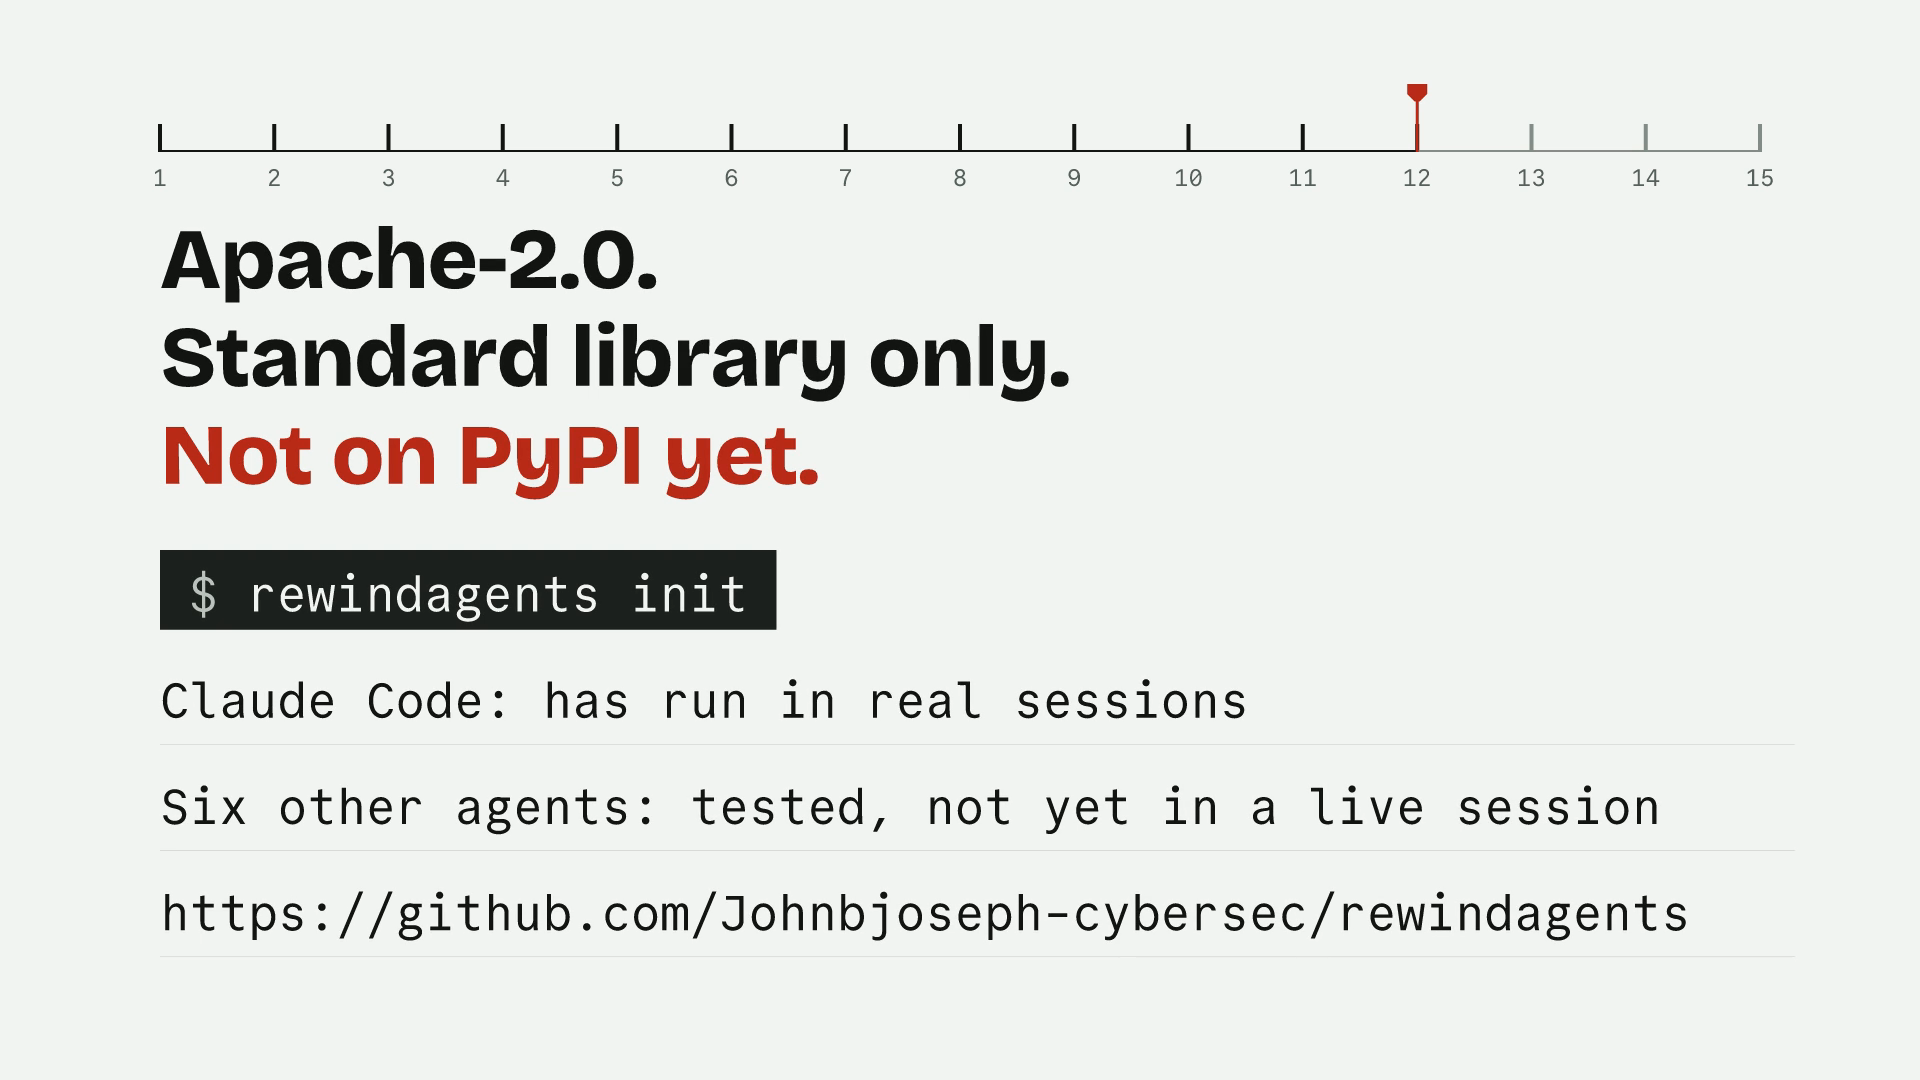 1 2 3 4 5 6 7 8 9 10 11 12 13 14 15
Apache-2.0.
Standard library only.
Not on PyPI yet.
$ rewindagents init
Claude Code: has run in real sessions
Six other agents: tested, not yet in a live session
https://github.com/Johnbjoseph-cybersec/rewindagents